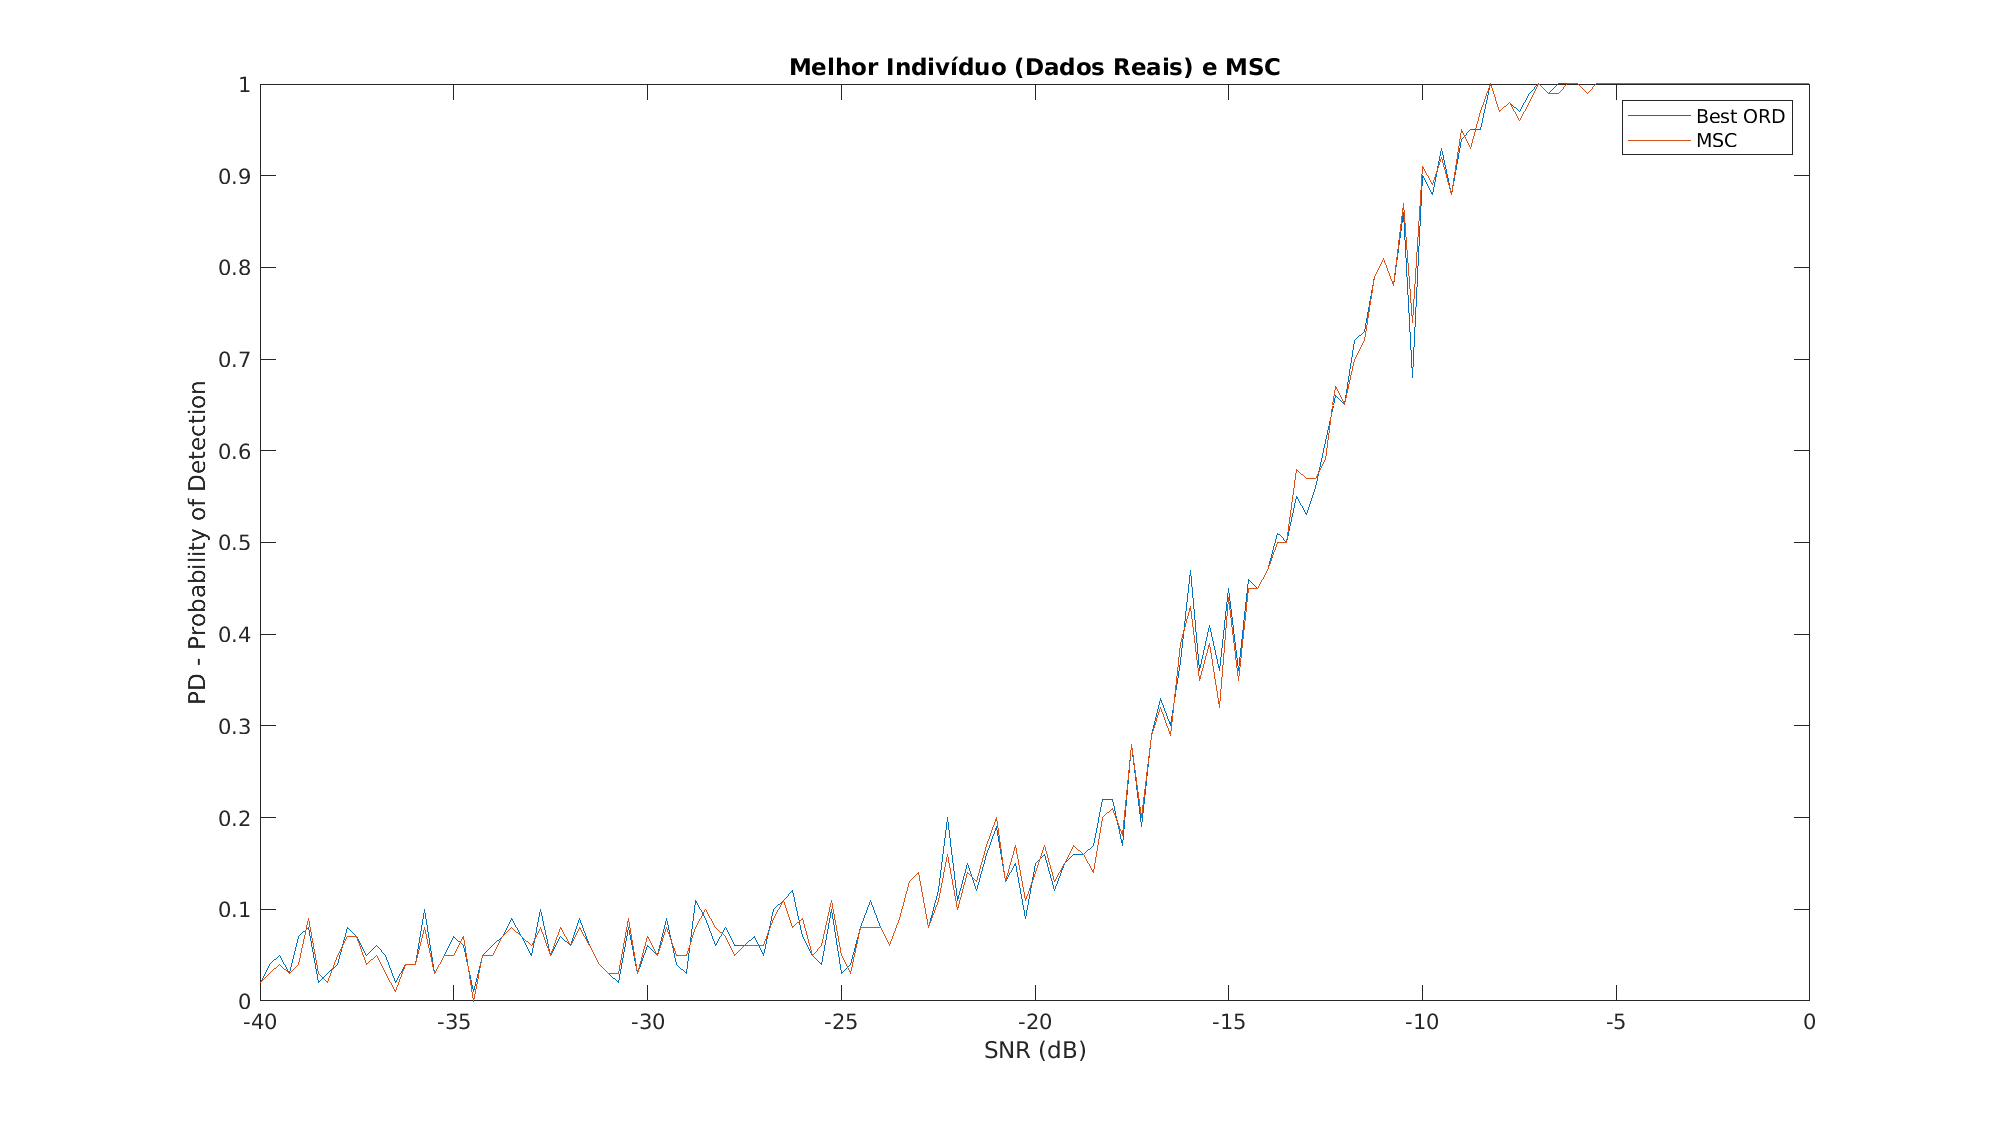 Melhor Indivíduo (Dados Reais) e MSC
1
0.9
0.8
0.7
0.6
0.5
0.4
0.3
0.2
0.1
0
PD - Probability of Detection
Best ORD
MSC
-40 -35 -30 -25 -20 -15 -10 -5 0
SNR (dB)